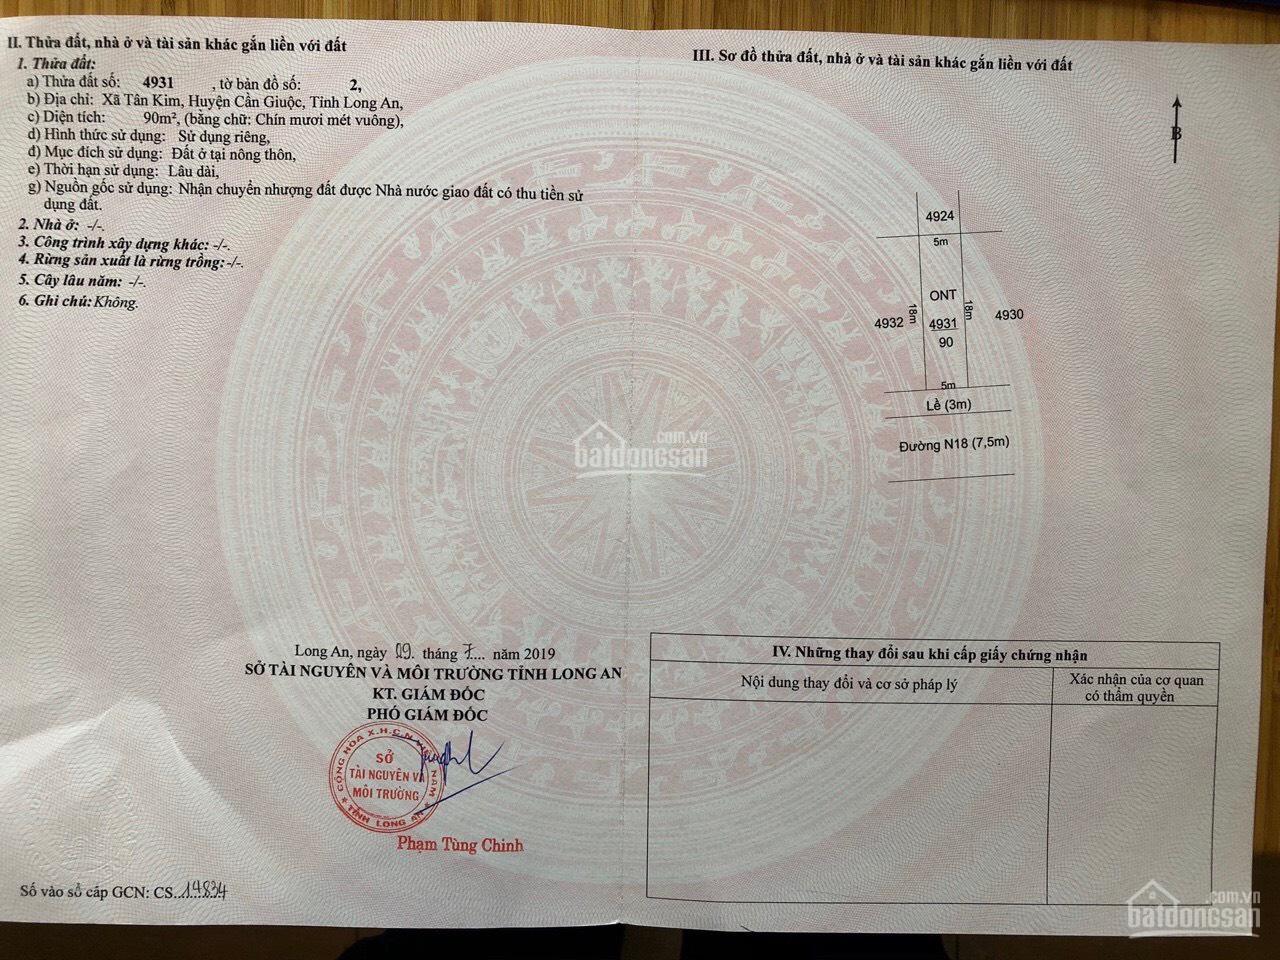 II. Thửa đất, nhà ở và tài sản khác gắn liền với đất
1. Thửa đất:
a) Thửa đất số: 4931 , tờ bản đồ số: 2,
b) Địa chỉ: Xã Tân Kim, Huyện Cần Giuộc, Tỉnh Long An,
c) Diện tích: 90m², (bằng chữ: Chín mươi mét vuông),
d) Hình thức sử dụng: Sử dụng riêng,
đ) Mục đích sử dụng: Đất ở tại nông thôn,
e) Thời hạn sử dụng: Lâu dài,
g) Nguồn gốc sử dụng: Nhận chuyển nhượng đất được Nhà nước giao đất có thu tiền sử
dụng đất.
2. Nhà ở: -/-.
3. Công trình xây dựng khác: -/-.
4. Rừng sản xuất là rừng trồng: -/-.
5. Cây lâu năm: -/-.
6. Ghi chú: Không.
Long An, ngày 09 tháng 7 năm 2019
SỞ TÀI NGUYÊN VÀ MÔI TRƯỜNG TỈNH LONG AN
KT. GIÁM ĐỐC
PHÓ GIÁM ĐỐC
CỘNG HÒA X.H.C.N VIỆT NAM
SỞ
TÀI NGUYÊN VÀ
MÔI TRƯỜNG
TỈNH LONG AN
Phạm Tùng Chinh
Số vào sổ cấp GCN: CS...14834
III. Sơ đồ thửa đất, nhà ở và tài sản khác gắn liền với đất
B
4924
5m
ONT
4932 18m 4931 18m 4930
90
5m
Lề (3m)
Đường N18 (7,5m)
IV. Những thay đổi sau khi cấp giấy chứng nhận
Nội dung thay đổi và cơ sở pháp lý
Xác nhận của cơ quan
có thẩm quyền
batdongsan.com.vn
batdongsan.com.vn